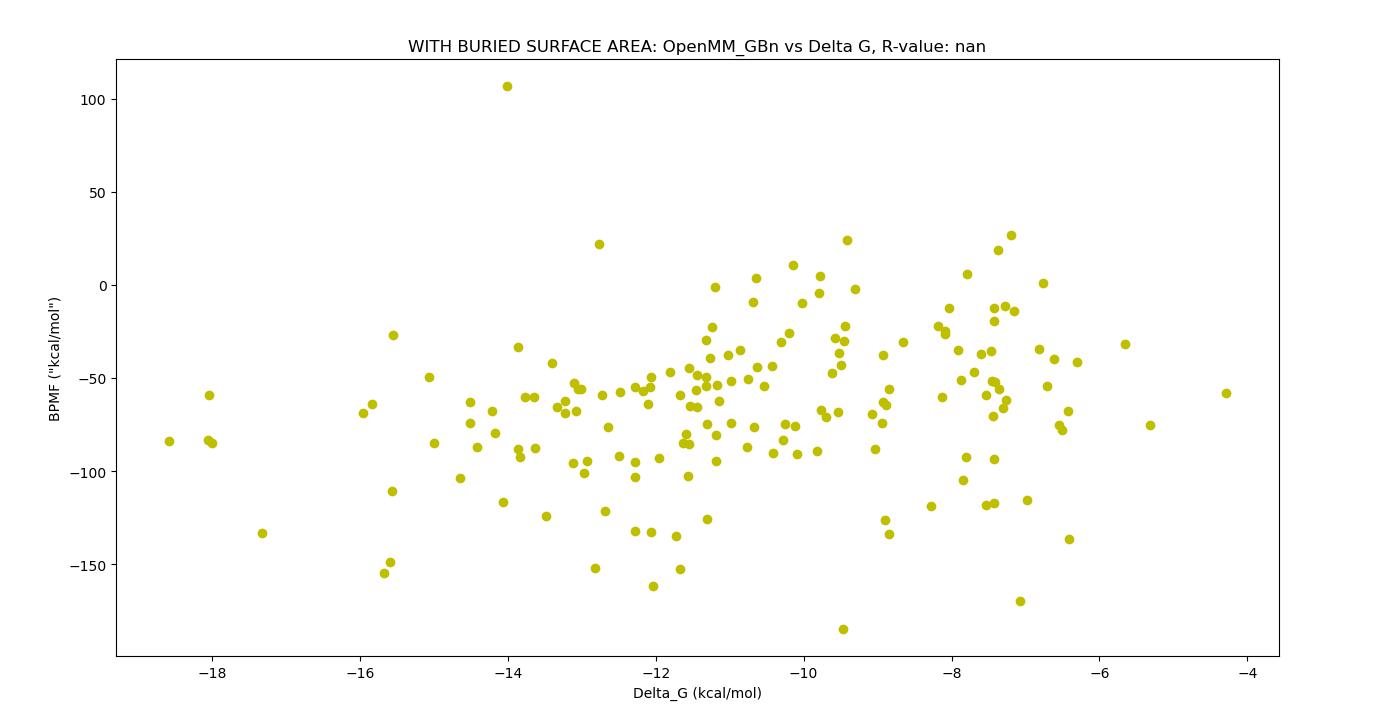 WITH BURIED SURFACE AREA: OpenMM_GBn vs Delta G, R-value: nan
100
50
0
−50
−100
−150
BPMF ("kcal/mol")
−18 −16 −14 −12 −10 −8 −6 −4
Delta_G (kcal/mol)